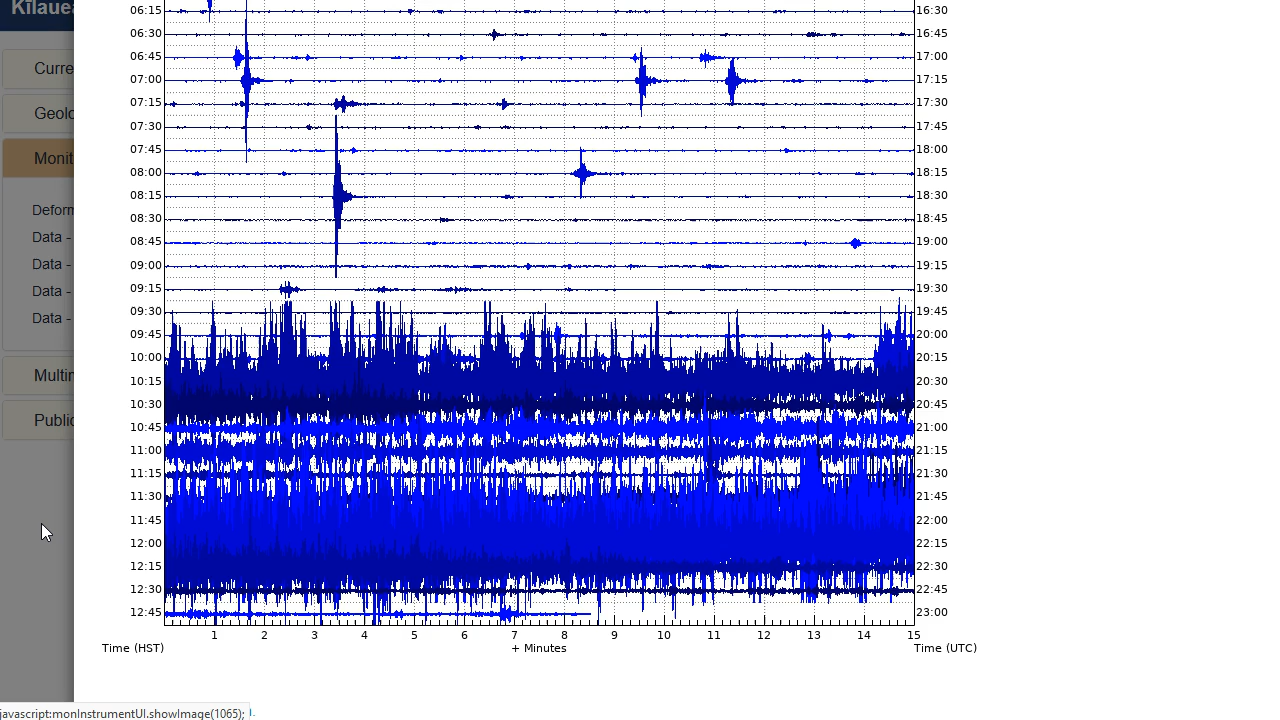 Kīlauea
06:15 16:30
06:30 16:45
Curre 06:45 17:00
07:00 17:15
Geolo 07:15 17:30
07:30 17:45
Monit 07:45 18:00
08:00 18:15
08:15 18:30
Deform 08:30 18:45
Data - 08:45 19:00
Data - 09:00 19:15
Data - 09:15 19:30
Data - 09:30 19:45
09:45 20:00
10:00 20:15
Multin 10:15 20:30
10:30 20:45
Public 10:45 21:00
11:00 21:15
11:15 21:30
11:30 21:45
11:45 22:00
12:00 22:15
12:15 22:30
12:30 22:45
12:45 23:00
1 2 3 4 5 6 7 8 9 10 11 12 13 14 15
Time (HST) + Minutes Time (UTC)
javascript:monInstrumentUI.showImage(1065);